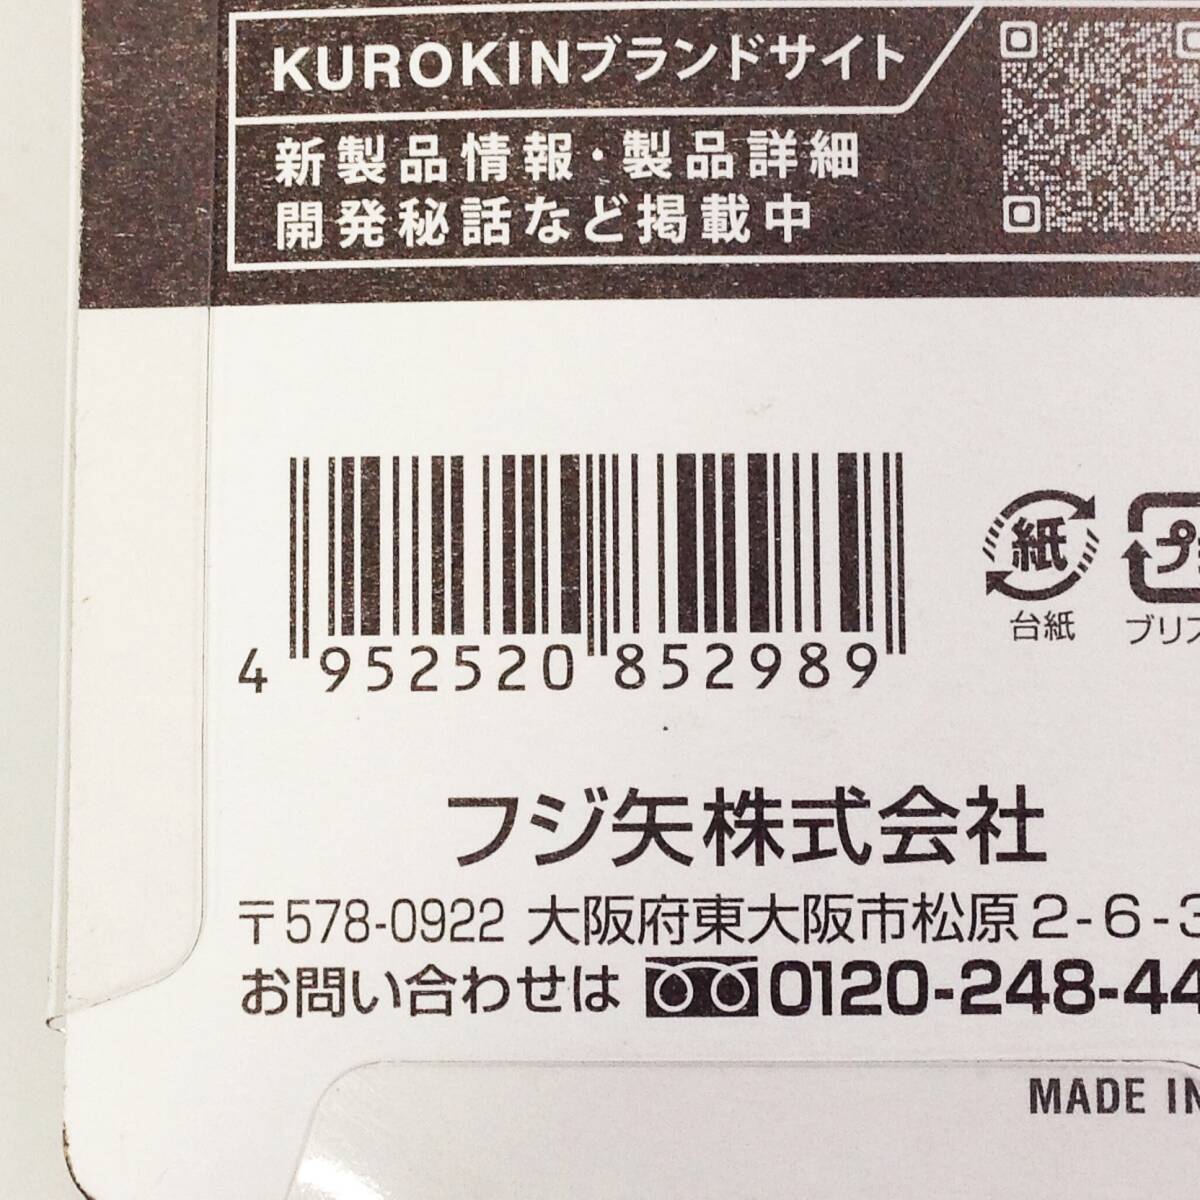 KUROKINブランドサイト
新製品情報・製品詳細
開発秘話など掲載中
紙
台紙
4 952520 852989
フジ矢株式会社
〒578-0922 大阪府東大阪市松原2-6-3
お問い合わせは 0120-248-44
MADE IN